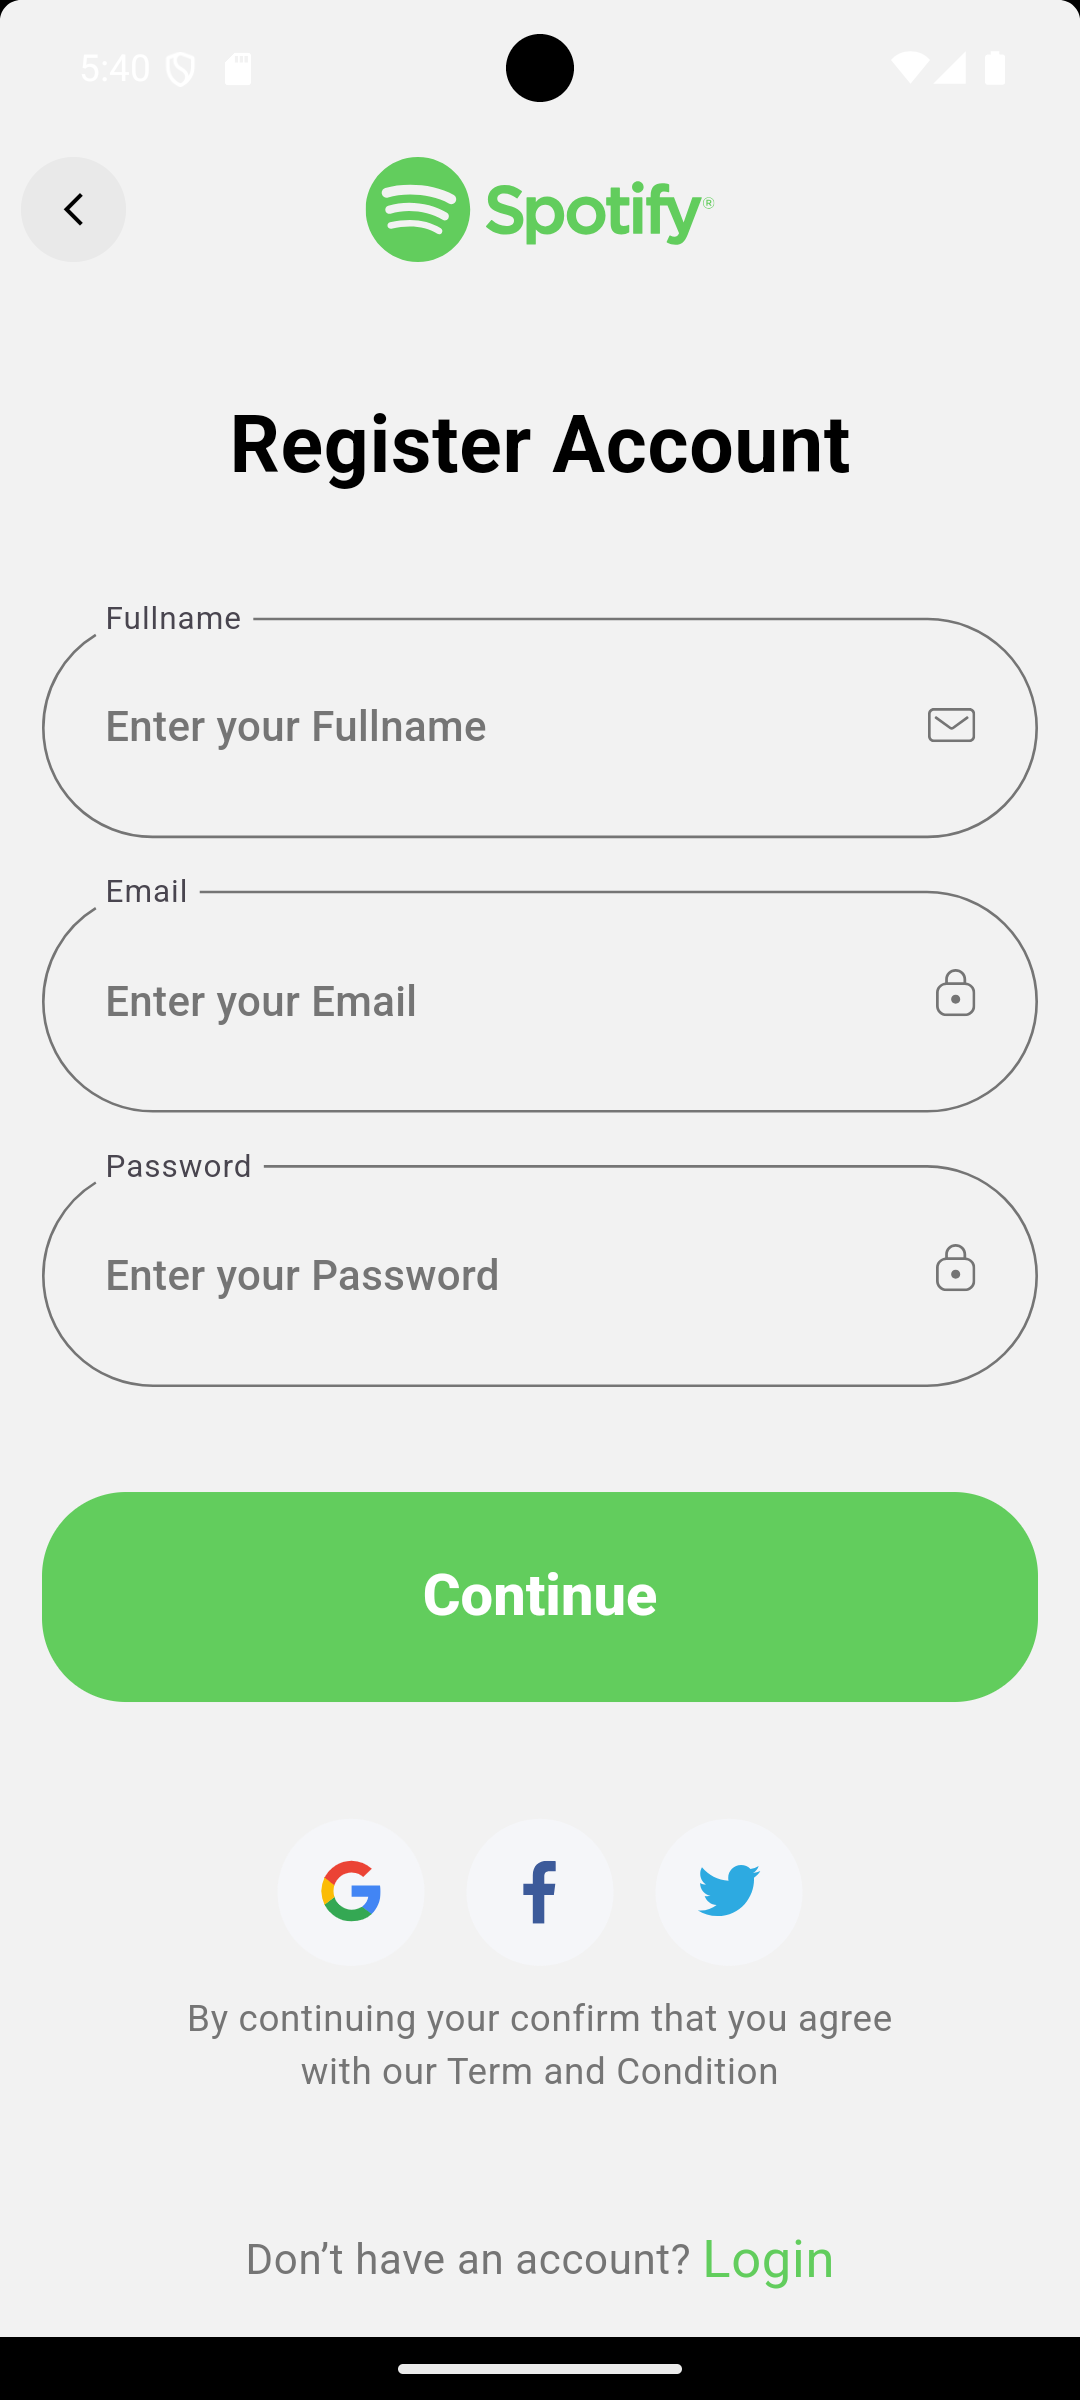 5:40
Spotify®
Register Account
Fullname
Enter your Fullname
Email
Enter your Email
Password
Enter your Password
Continue
By continuing your confirm that you agree
with our Term and Condition
Don’t have an account? Login